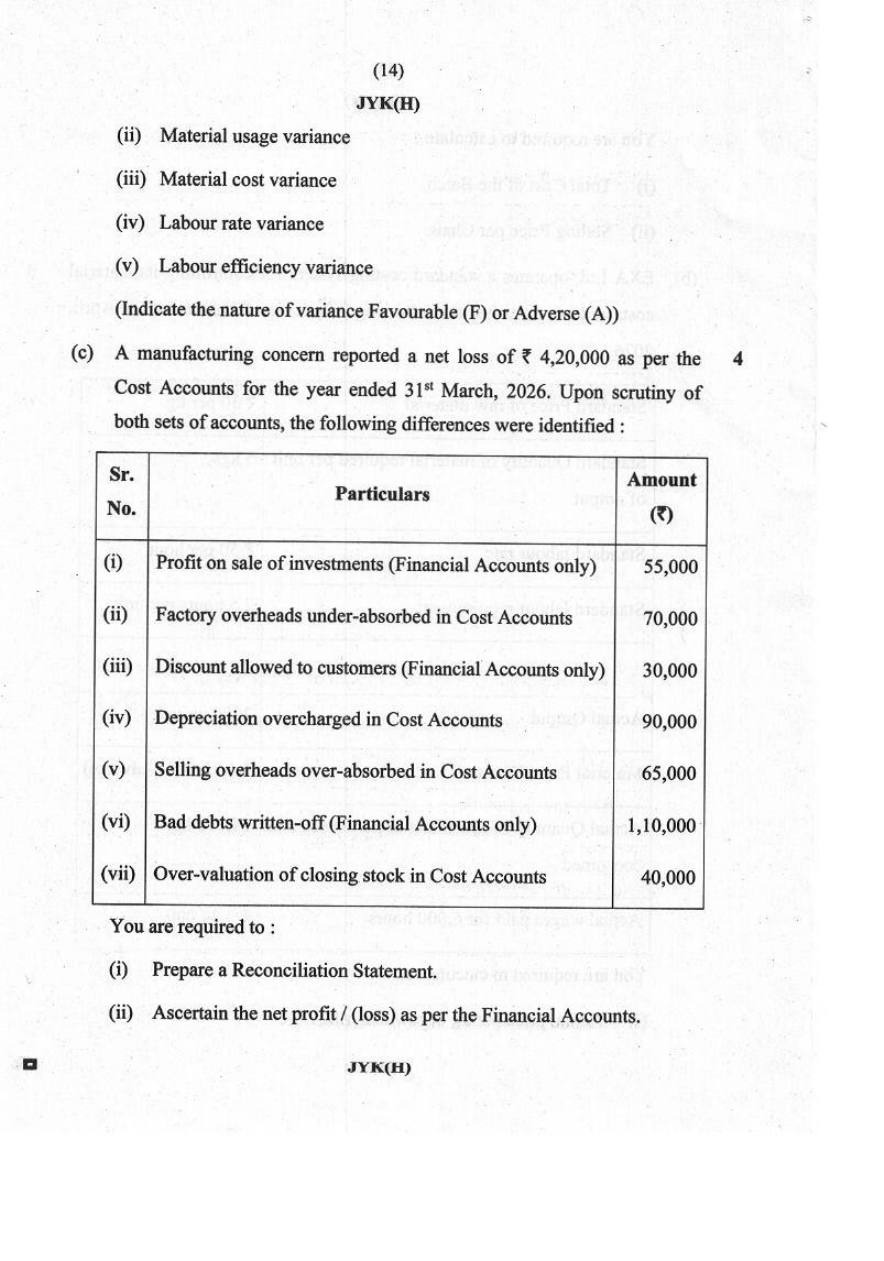 (14)
JYK(H)
(ii) Material usage variance
(iii) Material cost variance
(iv) Labour rate variance
(v) Labour efficiency variance
(Indicate the nature of variance Favourable (F) or Adverse (A))
(c) A manufacturing concern reported a net loss of ₹ 4,20,000 as per the 4
Cost Accounts for the year ended 31st March, 2026. Upon scrutiny of
both sets of accounts, the following differences were identified :
Sr. No. Particulars Amount (₹)
(i) Profit on sale of investments (Financial Accounts only) 55,000
(ii) Factory overheads under-absorbed in Cost Accounts 70,000
(iii) Discount allowed to customers (Financial Accounts only) 30,000
(iv) Depreciation overcharged in Cost Accounts 90,000
(v) Selling overheads over-absorbed in Cost Accounts 65,000
(vi) Bad debts written-off (Financial Accounts only) 1,10,000
(vii) Over-valuation of closing stock in Cost Accounts 40,000
You are required to :
(i) Prepare a Reconciliation Statement.
(ii) Ascertain the net profit / (loss) as per the Financial Accounts.
JYK(H)